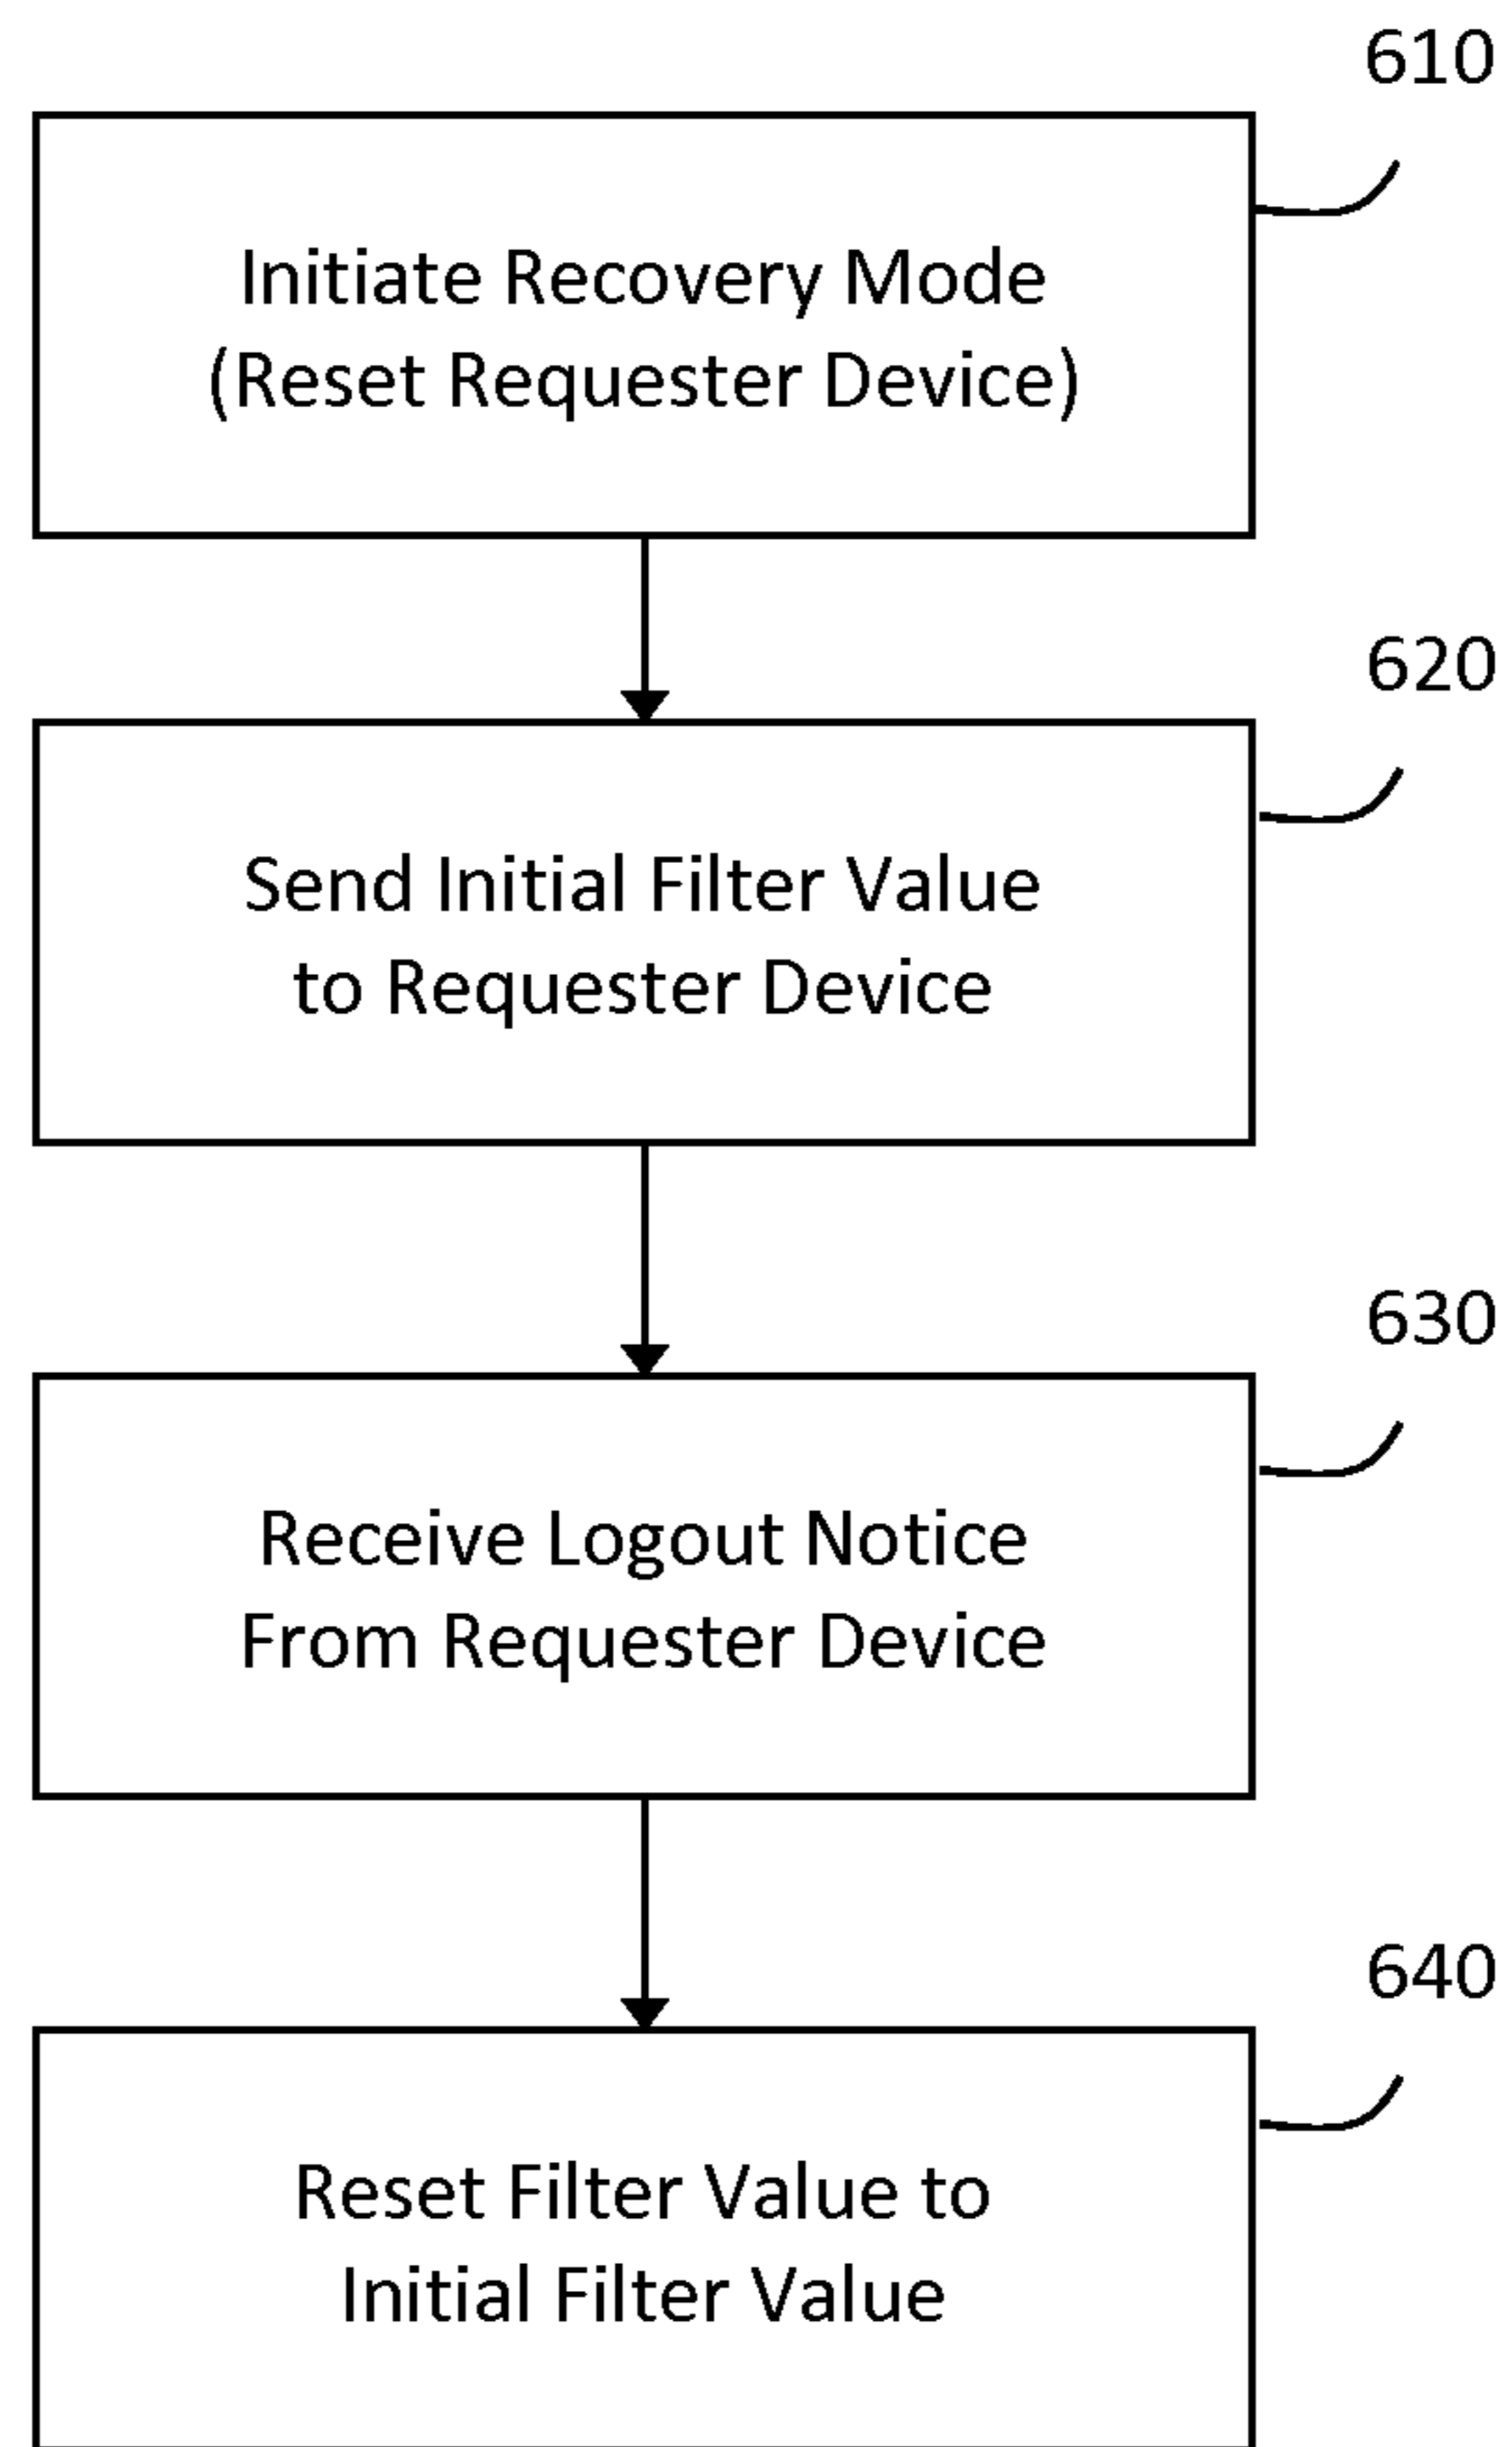 610
Initiate Recovery Mode
(Reset Requester Device)
620
Send Initial Filter Value
to Requester Device
630
Receive Logout Notice
From Requester Device
640
Reset Filter Value to
Initial Filter Value